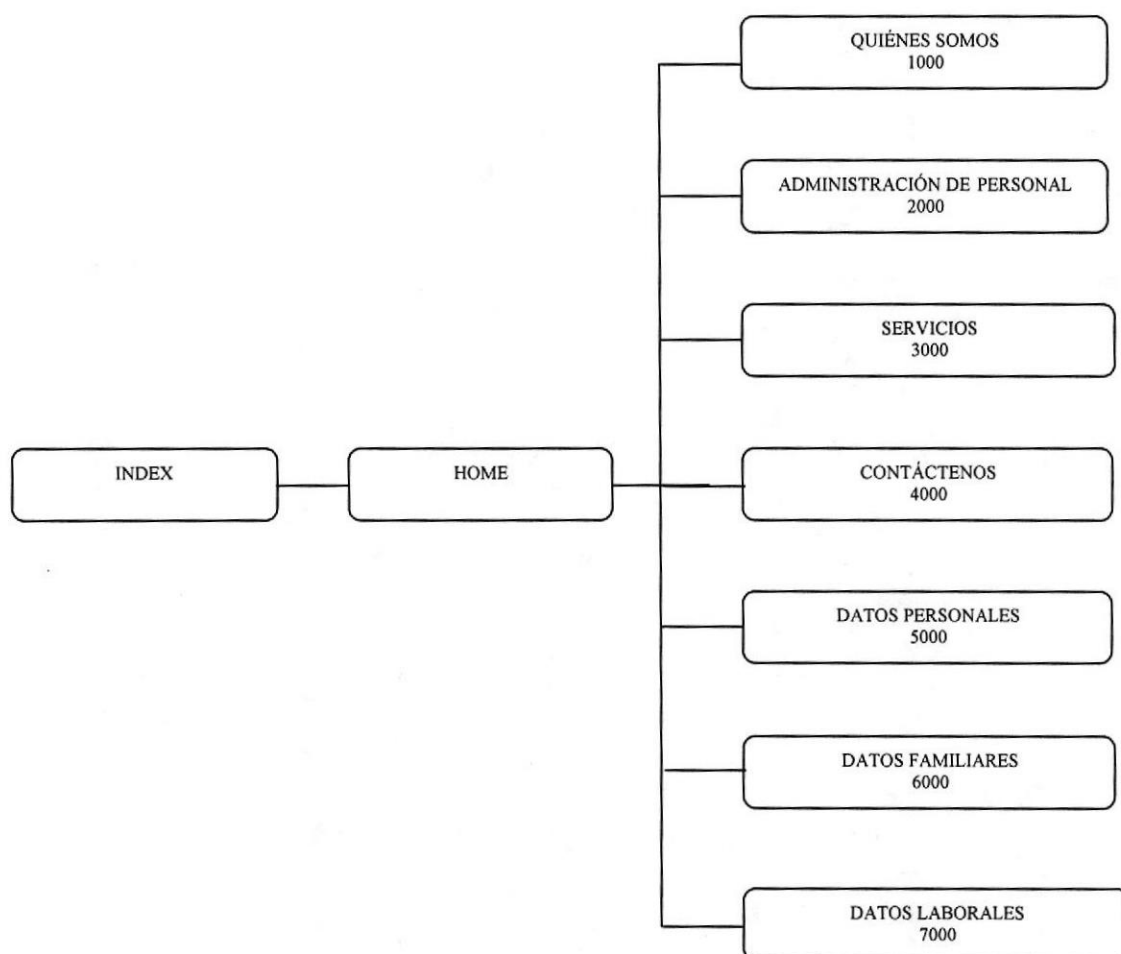 QUIÉNES SOMOS
1000
ADMINISTRACIÓN DE PERSONAL
2000
SERVICIOS
3000
INDEX
HOME
CONTÁCTENOS
4000
DATOS PERSONALES
5000
DATOS FAMILIARES
6000
DATOS LABORALES
7000